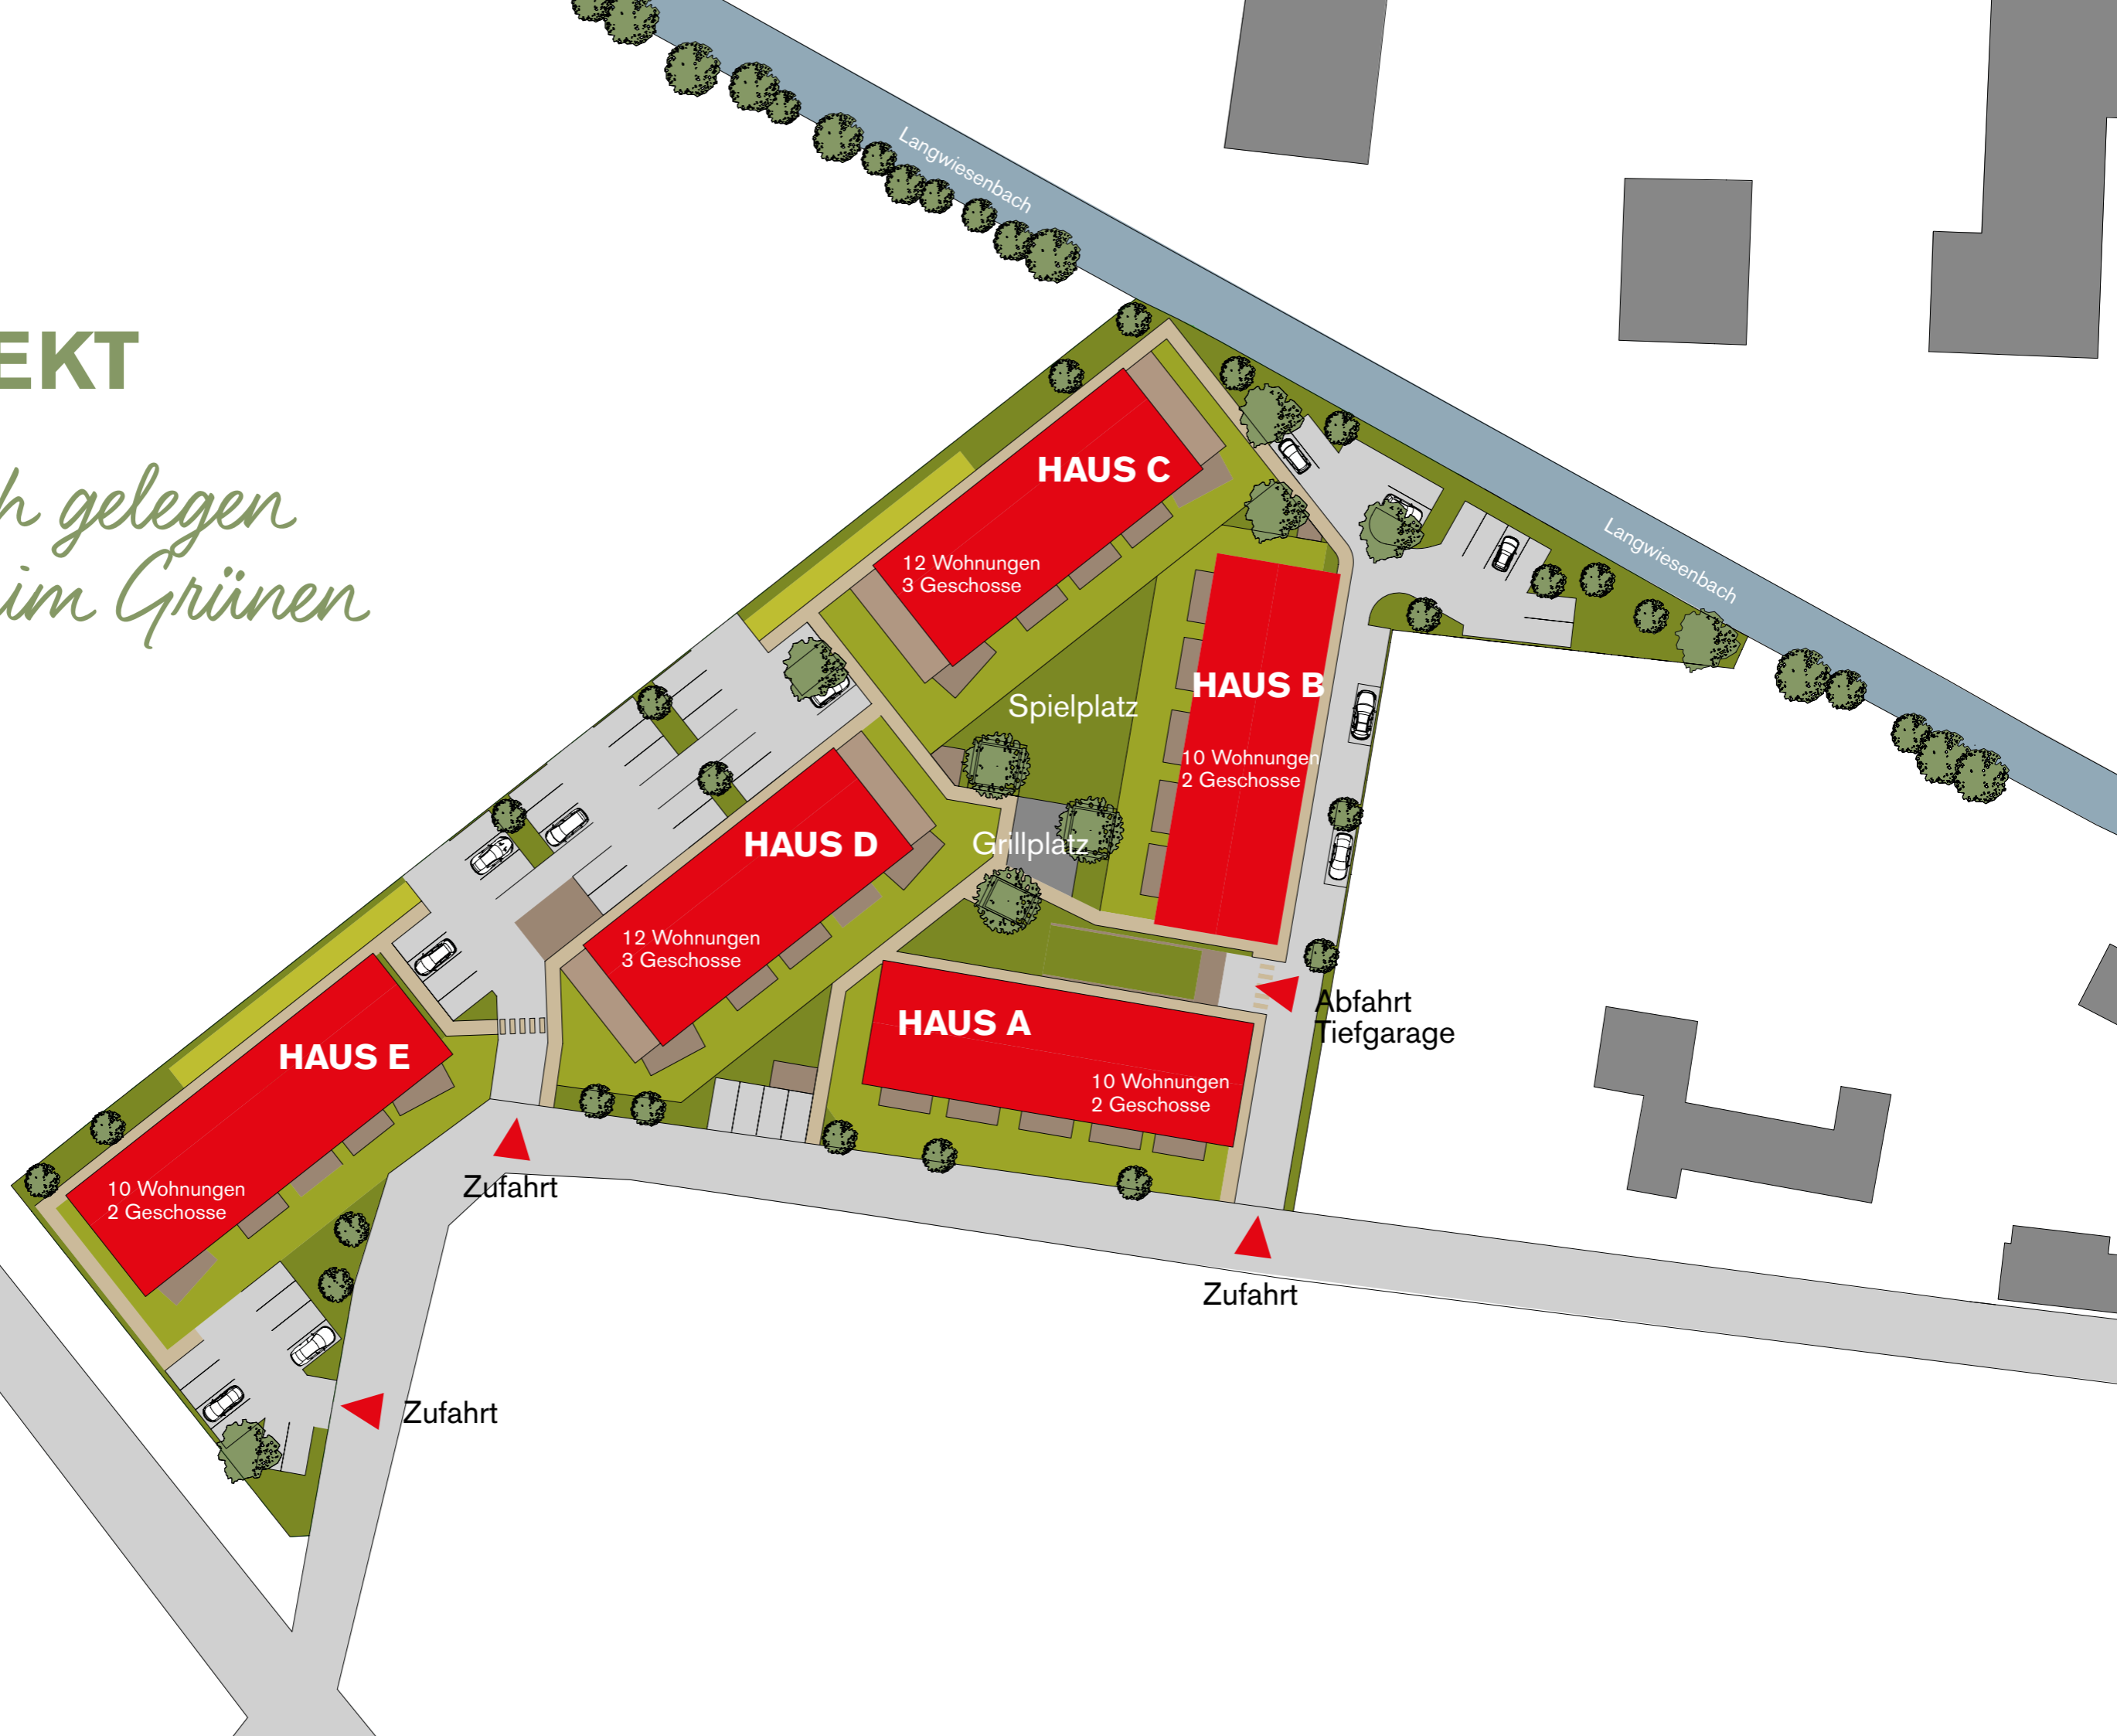 EKT
gelegen
im Grünen
Langwiesenbach
Langwiesenbach
HAUS C
12 Wohnungen
3 Geschosse
HAUS B
10 Wohnungen
2 Geschosse
Spielplatz
Grillplatz
HAUS D
12 Wohnungen
3 Geschosse
HAUS A
10 Wohnungen
2 Geschosse
Abfahrt
Tiefgarage
HAUS E
10 Wohnungen
2 Geschosse
Zufahrt
Zufahrt
Zufahrt